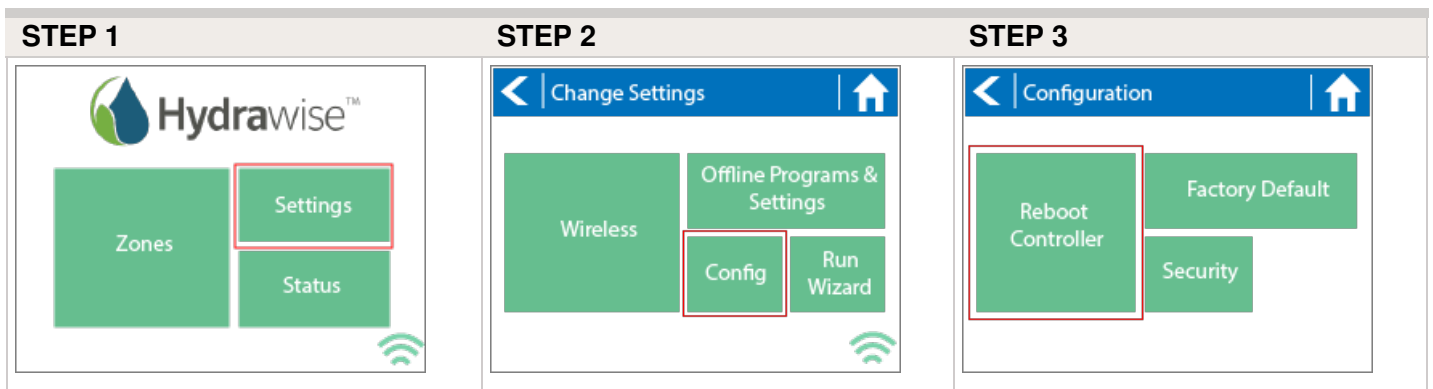 STEP 1
STEP 2
STEP 3
Hydrawise™
Zones
Settings
Status
Change Settings
Wireless
Offline Programs &
Settings
Config
Run
Wizard
Configuration
Reboot
Controller
Factory Default
Security